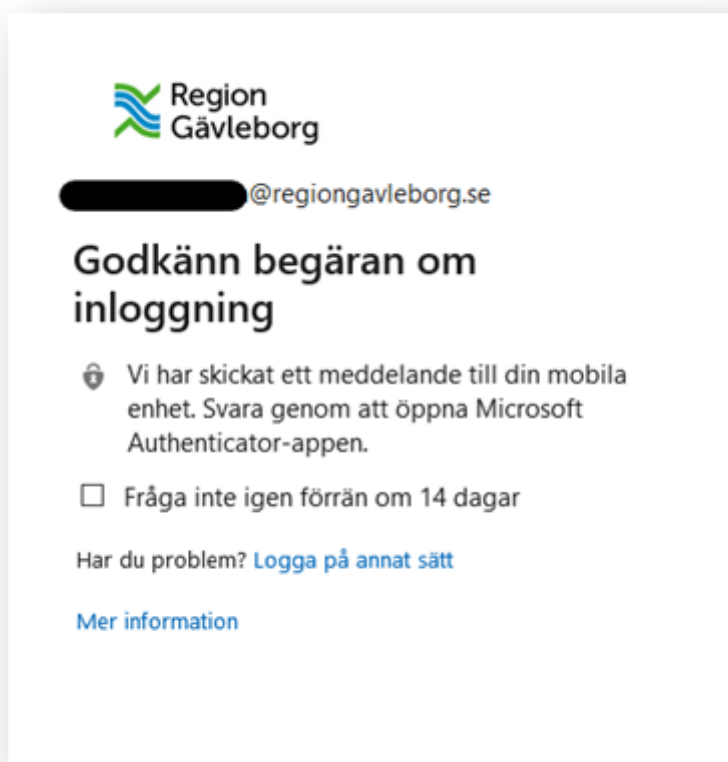 Region
Gävleborg
@regiongavleborg.se
Godkänn begäran om
inloggning
Vi har skickat ett meddelande till din mobila
enhet. Svara genom att öppna Microsoft
Authenticator-appen.
Fråga inte igen förrän om 14 dagar
Har du problem? Logga på annat sätt
Mer information